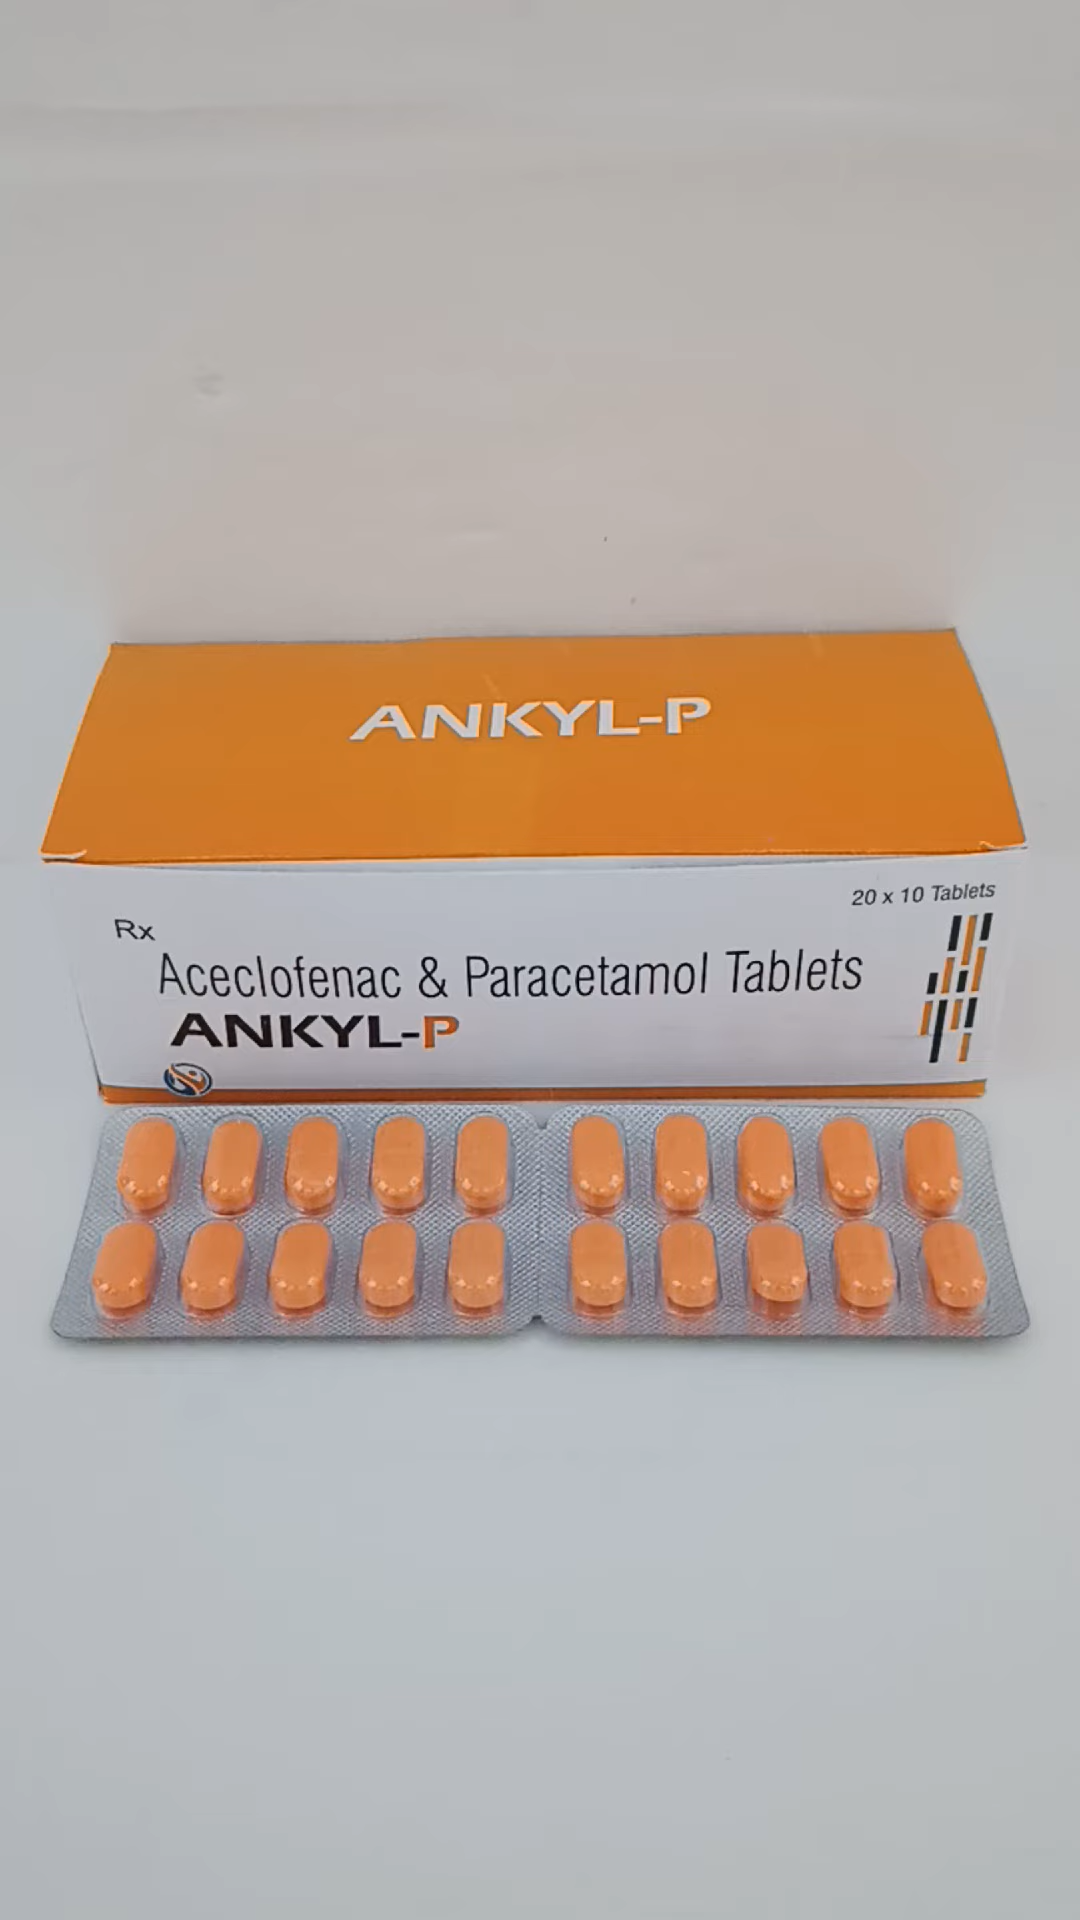 ANKYL-P
20 x 10 Tablets
Rx
Aceclofenac & Paracetamol Tablets
ANKYL-P